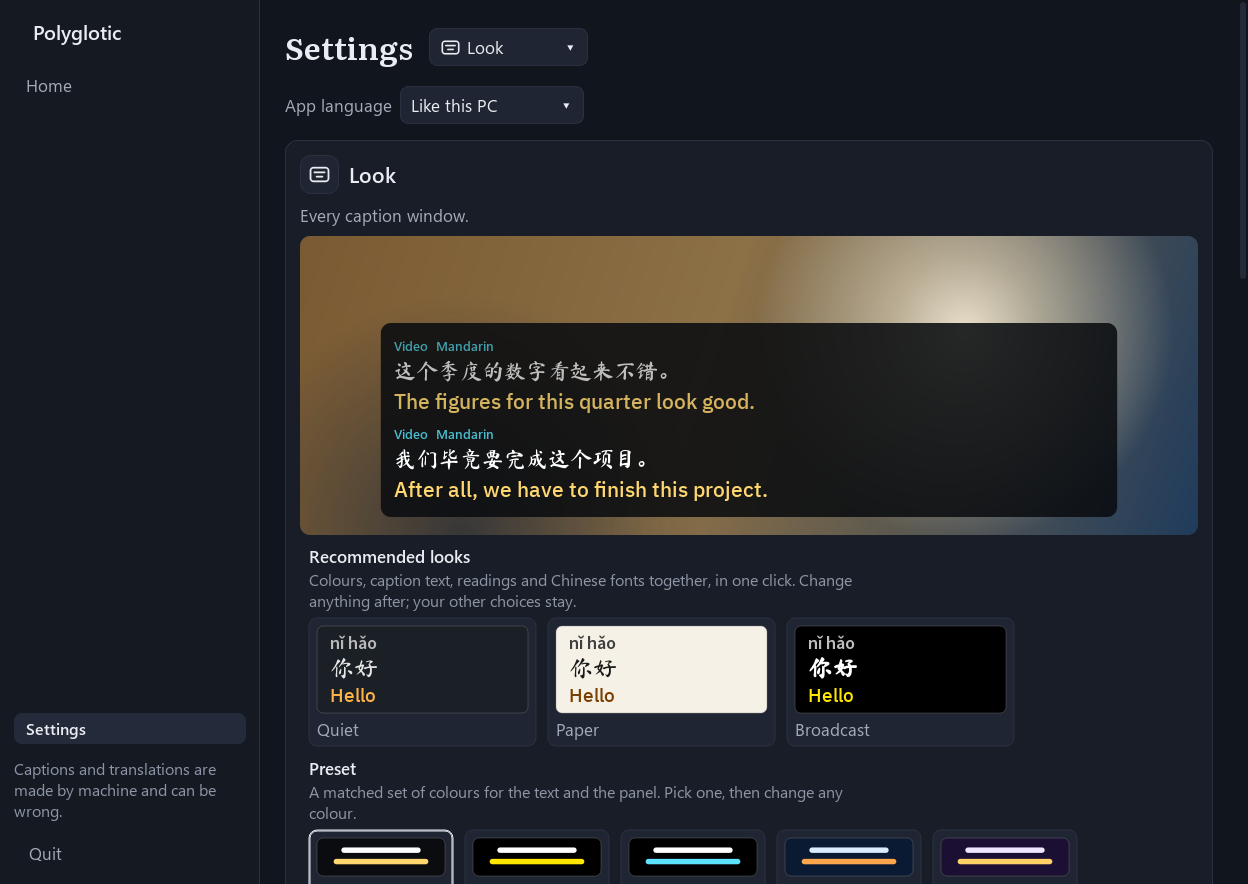 Polyglotic
Home
Settings
Look
App language
Like this PC
Look
Every caption window.
Video Mandarin
这个季度的数字看起来不错。
The figures for this quarter look good.
Video Mandarin
我们毕竟要完成这个项目。
After all, we have to finish this project.
Recommended looks
Colours, caption text, readings and Chinese fonts together, in one click. Change
anything after; your other choices stay.
nǐ hǎo
你好
Hello
Quiet
nǐ hǎo
你好
Hello
Paper
nǐ hǎo
你好
Hello
Broadcast
Preset
A matched set of colours for the text and the panel. Pick one, then change any
colour.
Settings
Captions and translations are
made by machine and can be
wrong.
Quit